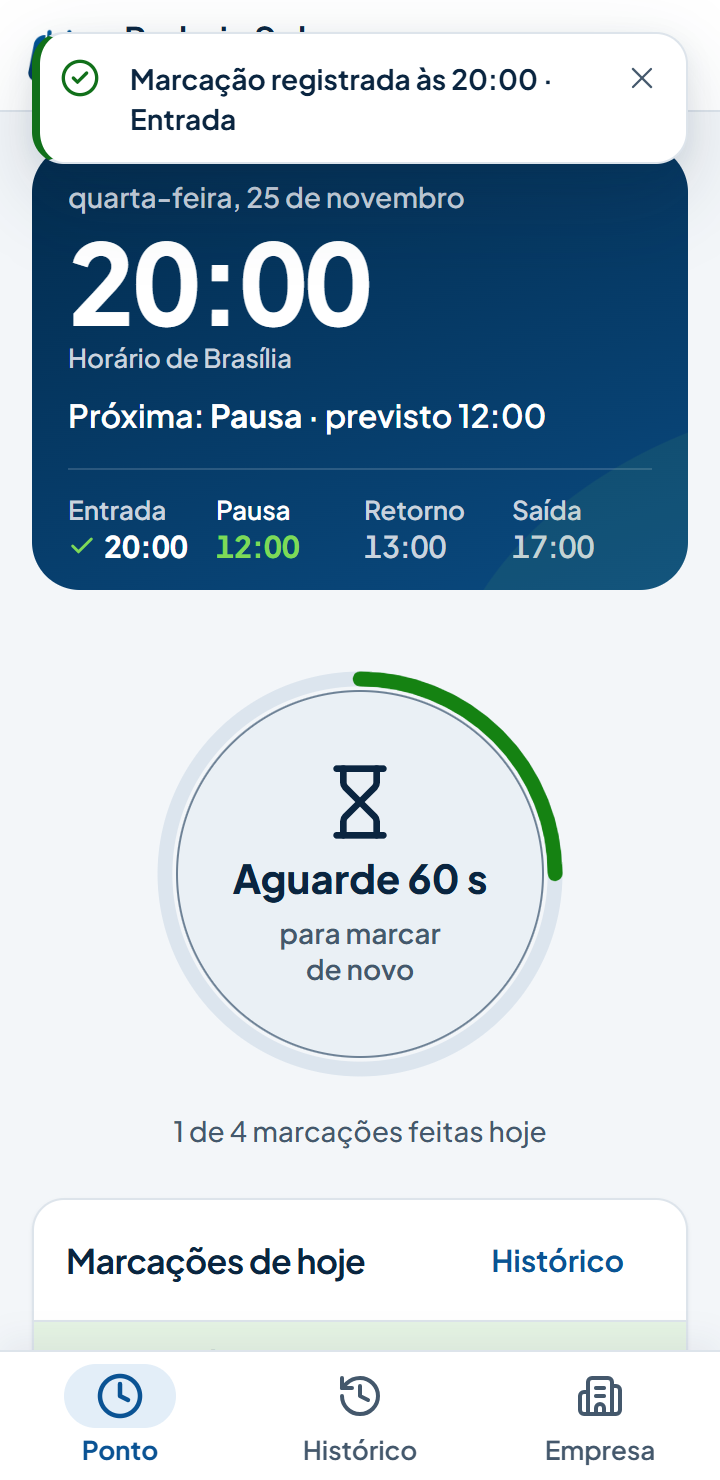 Marcação registrada às 20:00 ·
Entrada
quarta-feira, 25 de novembro
20:00
Horário de Brasília
Próxima: Pausa · previsto 12:00
Entrada Pausa Retorno Saída
20:00 12:00 13:00 17:00
Aguarde 60 s
para marcar
de novo
1 de 4 marcações feitas hoje
Marcações de hoje Histórico
Ponto Histórico Empresa